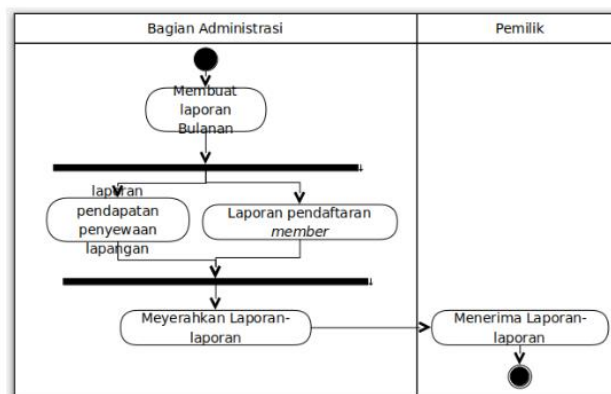 Bagian Administrasi
Pemilik
Membuat
laporan
Bulanan
laporan
pendapatan
penyewaan
lapangan
Laporan pendaftaran
member
Meyerahkan Laporan-
laporan
Menerima Laporan-
laporan